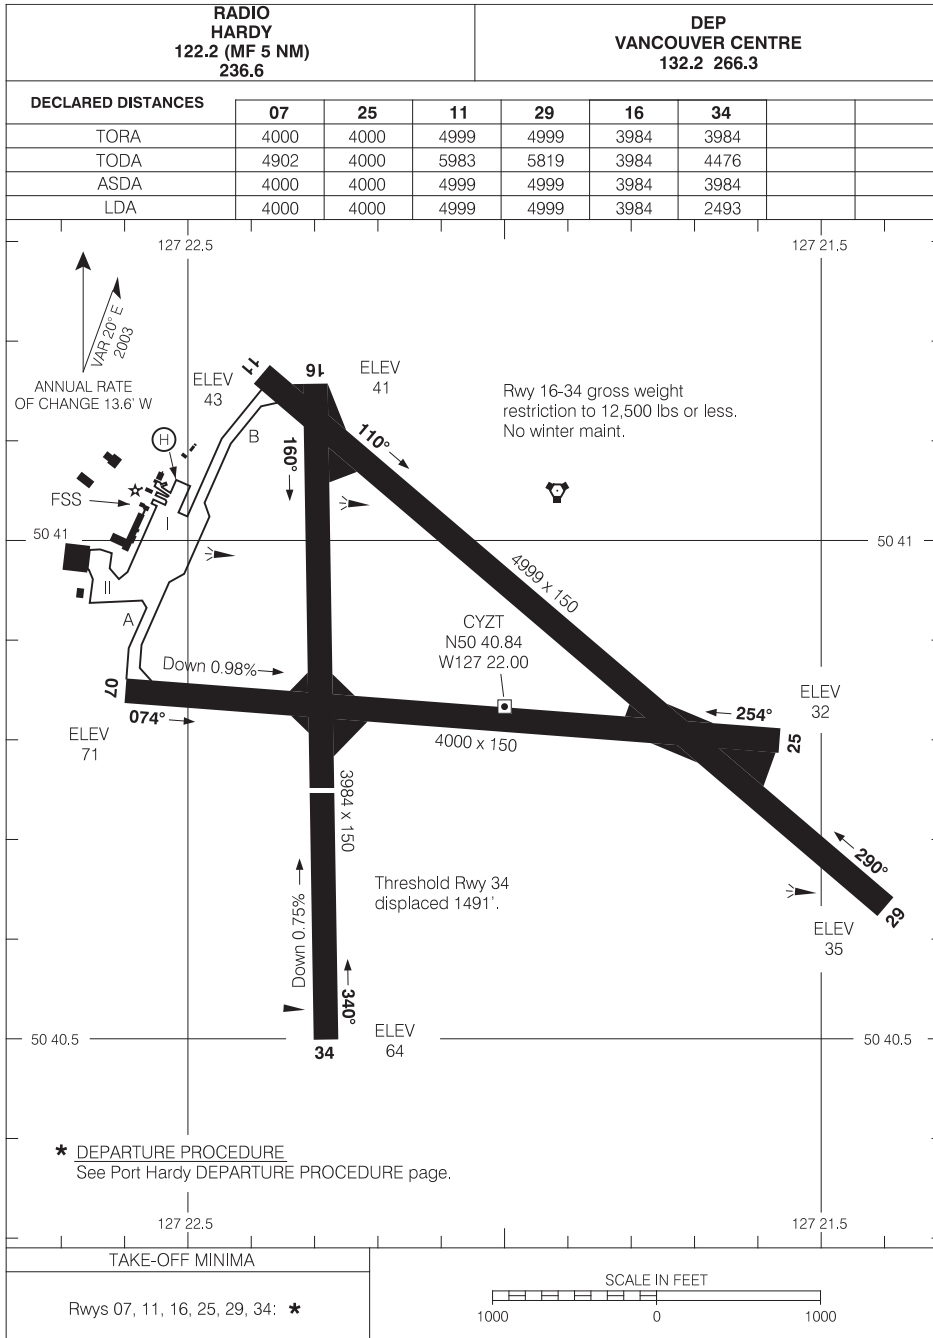 RADIO
HARDY
122.2 (MF 5 NM)
236.6
DEP
VANCOUVER CENTRE
132.2 266.3
DECLARED DISTANCES 07 25 11 29 16 34
TORA 4000 4000 4999 4999 3984 3984
TODA 4902 4000 5983 5819 3984 4476
ASDA 4000 4000 4999 4999 3984 3984
LDA 4000 4000 4999 4999 3984 2493
127 22.5 127 21.5
VAR 20° E
2003
ANNUAL RATE
OF CHANGE 13.6' W
11
16
ELEV
43
ELEV
41
Rwy 16-34 gross weight
restriction to 12,500 lbs or less.
No winter maint.
B
H
110°
160°
FSS
I
50 41 50 41
II
A
4999 x 150
CYZT
N50 40.84
W127 22.00
Down 0.98%
07
074°
ELEV
71
ELEV
32
254°
25
4000 x 150
3984 x 150
Threshold Rwy 34
displaced 1491'.
Down 0.75%
290°
29
ELEV
35
340°
34
ELEV
64
50 40.5 50 40.5
* DEPARTURE PROCEDURE
See Port Hardy DEPARTURE PROCEDURE page.
127 22.5 127 21.5
TAKE-OFF MINIMA
Rwys 07, 11, 16, 25, 29, 34: *
SCALE IN FEET
1000 0 1000